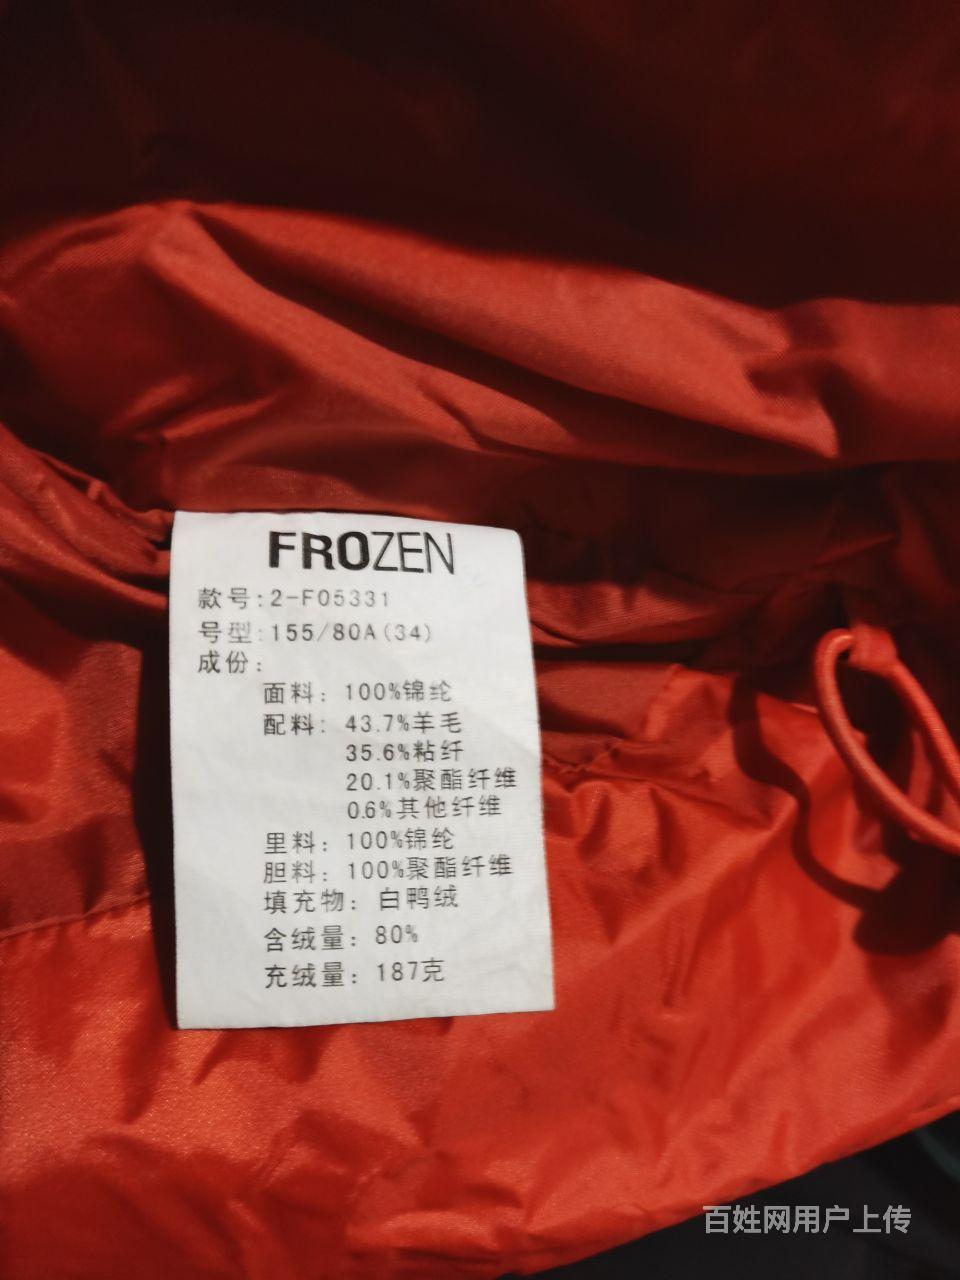 FROZEN
款号:2-F05331
号型:155/80A(34)
成份:
面料: 100%锦纶
配料: 43.7%羊毛
35.6%粘纤
20.1%聚酯纤维
0.6%其他纤维
里料: 100%锦纶
胆料: 100%聚酯纤维
填充物: 白鸭绒
含绒量: 80%
充绒量: 187克
百姓网用户上传